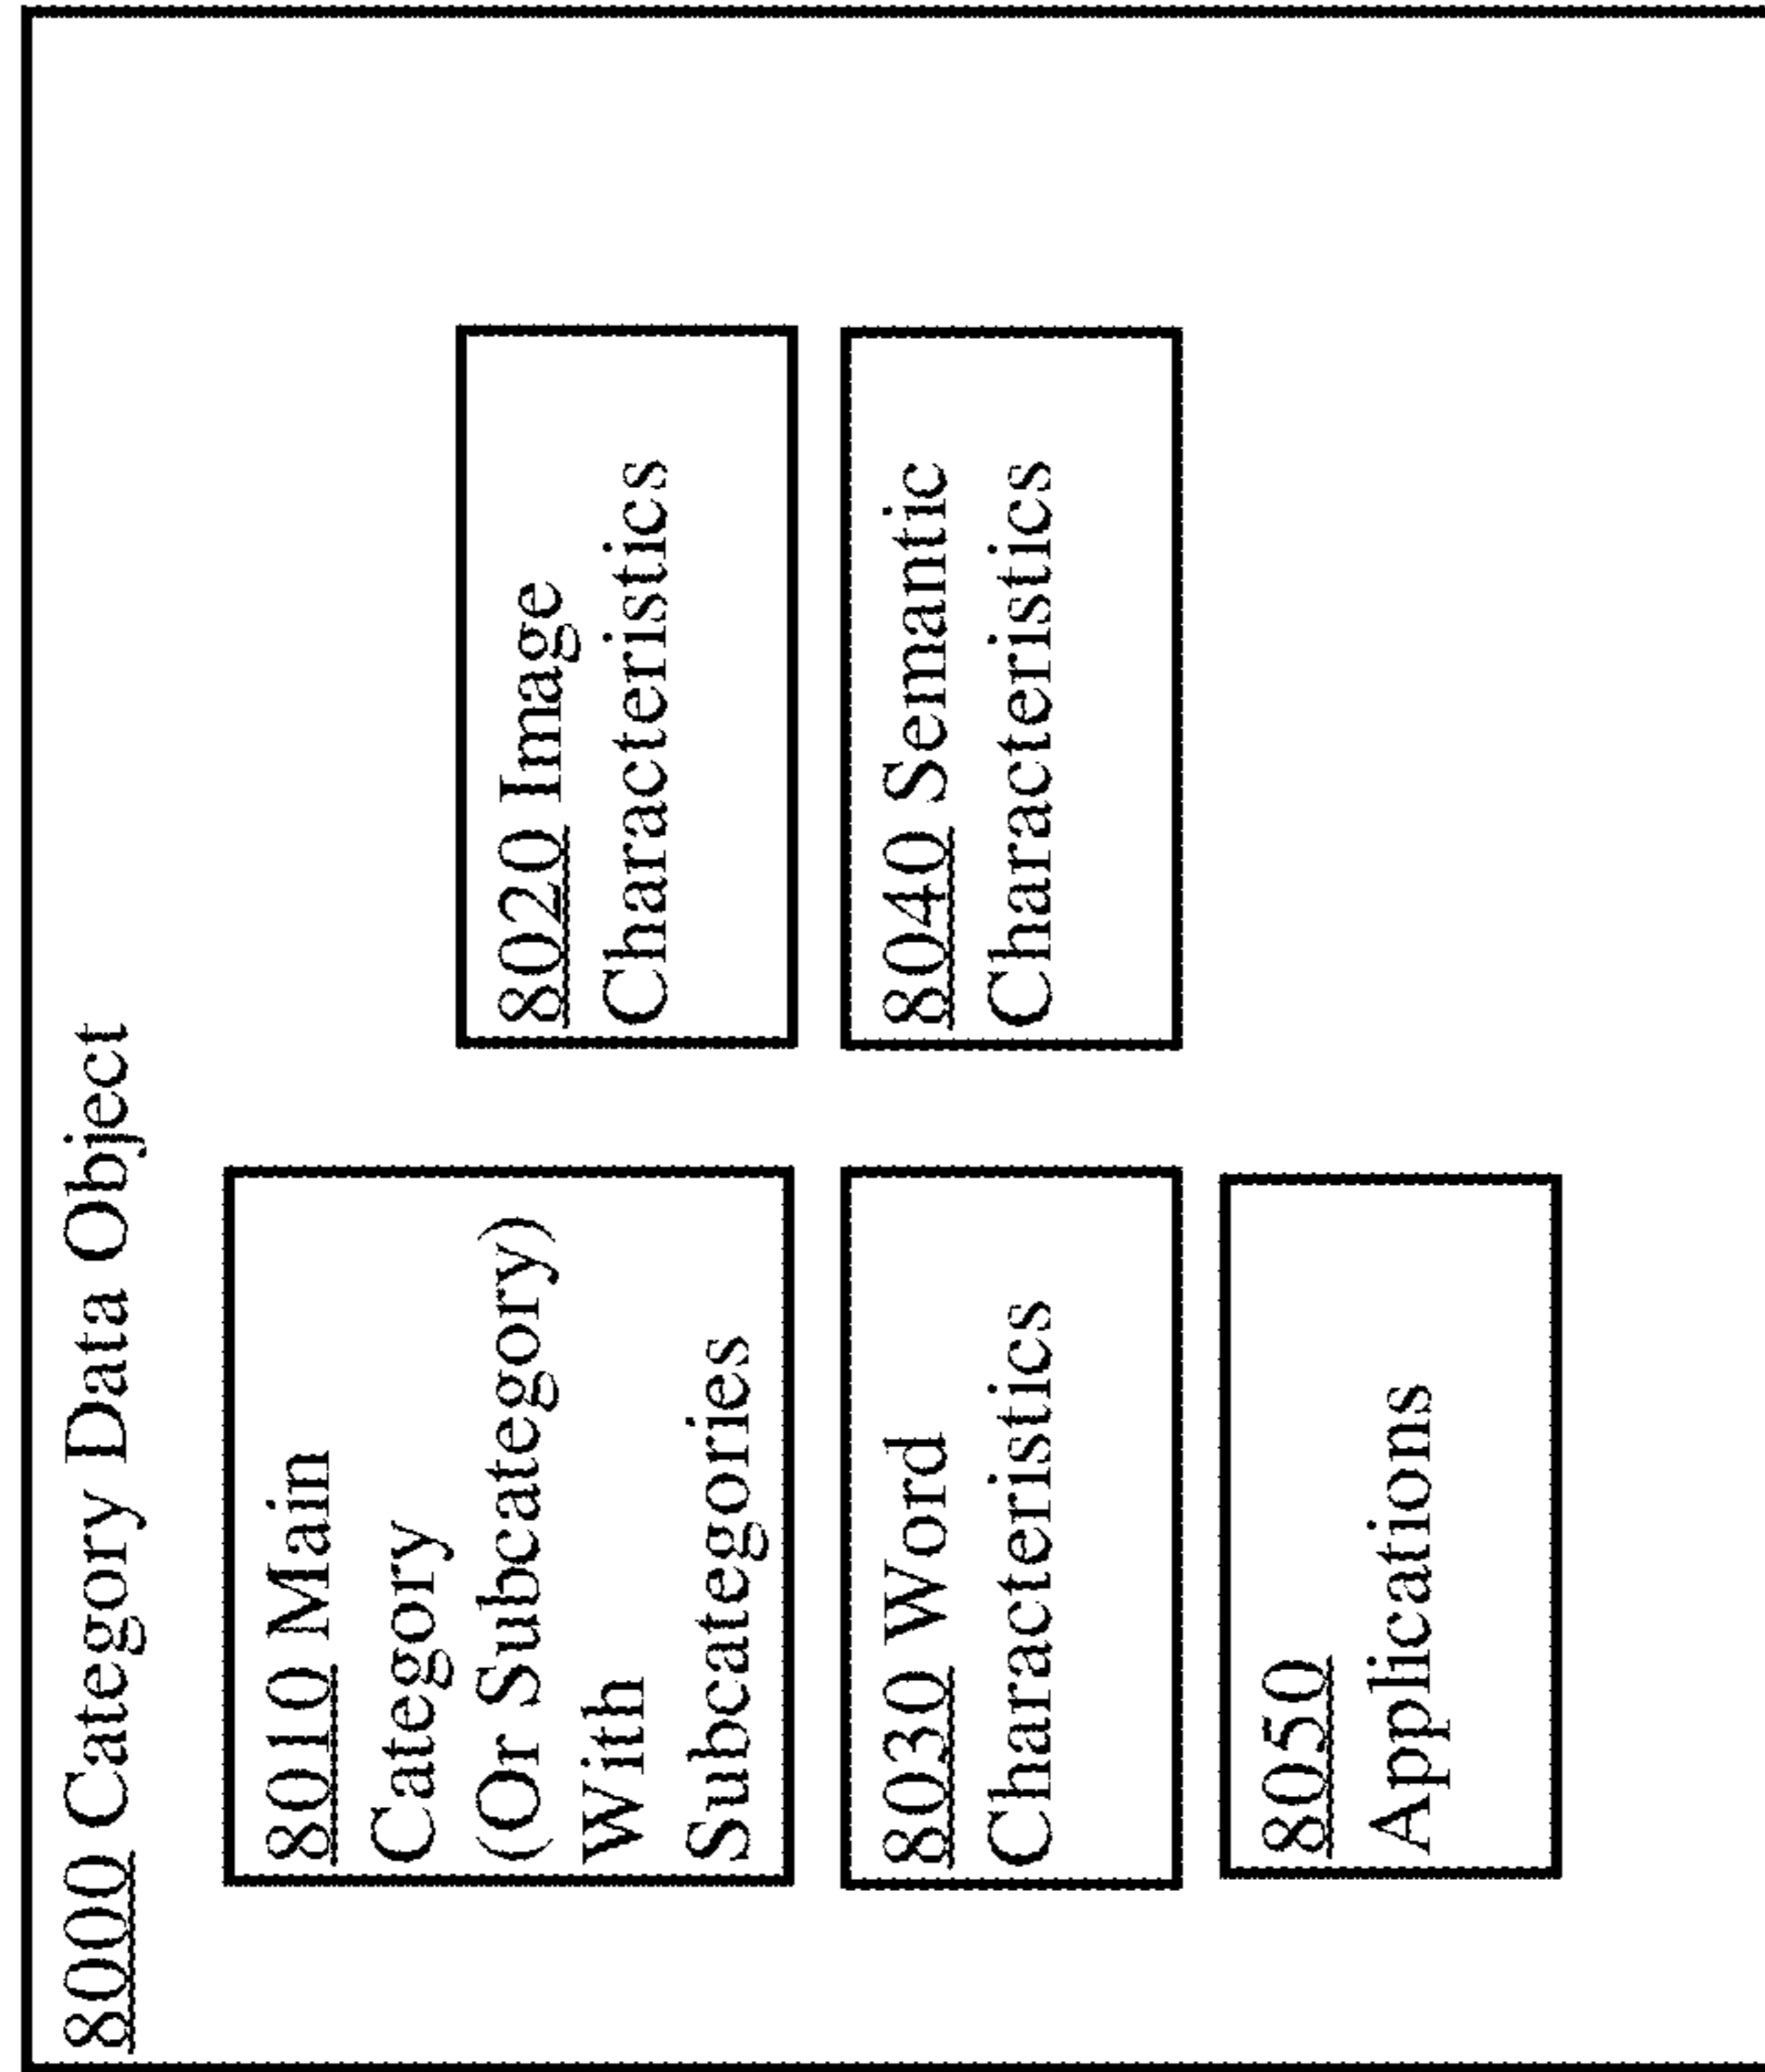 8000 Category Data Object
8010 Main
Category
(Or Subcategory)
With
Subcategories
8020 Image
Characteristics
8030 Word
Characteristics
8040 Semantic
Characteristics
8050
Applications